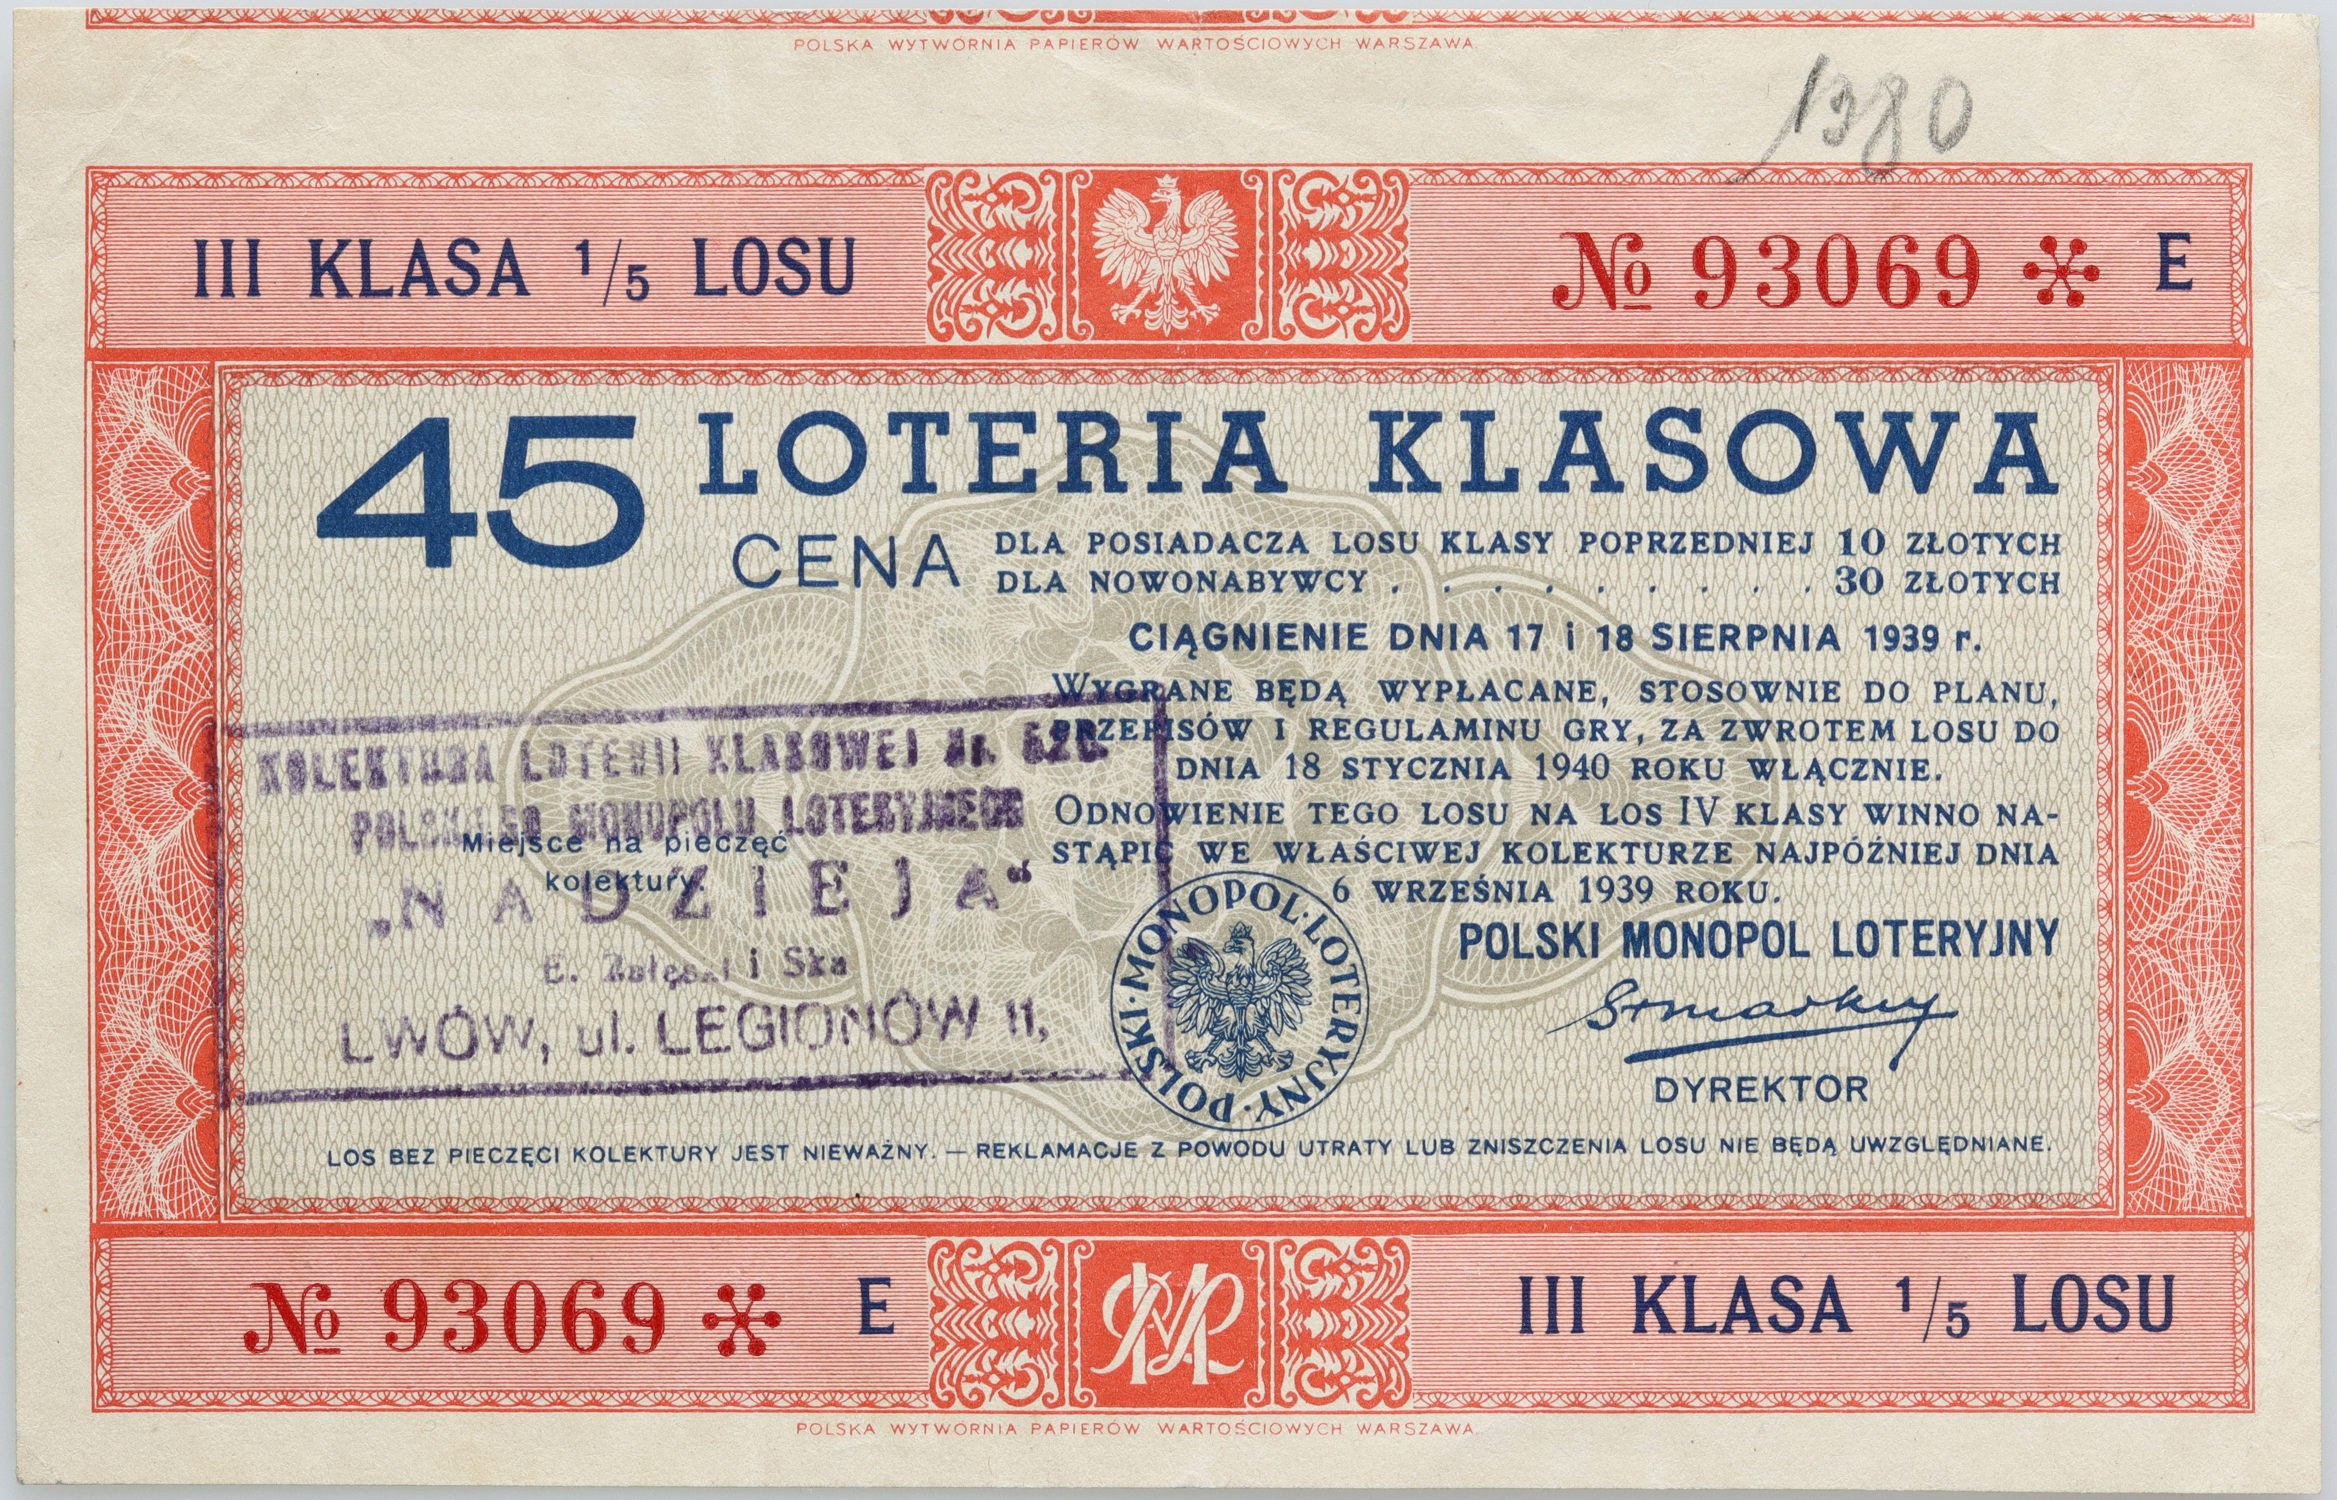 POLSKA WYTWÓRNIA PAPIERÓW WARTOŚCIOWYCH WARSZAWA
1980
III KLASA 1/5 LOSU
№ 93069 E
45 LOTERIA KLASOWA
CENA
DLA POSIADACZA LOSU KLASY POPRZEDNIEJ 10 ZŁOTYCH
DLA NOWONABYWCY . . . . . . . . . 30 ZŁOTYCH
CIĄGNIENIE DNIA 17 i 18 SIERPNIA 1939 r.
WYGRANE BĘDĄ WYPŁACANE, STOSOWNIE DO PLANU,
PRZEPISÓW I REGULAMINU GRY, ZA ZWROTEM LOSU DO
DNIA 18 STYCZNIA 1940 ROKU WŁĄCZNIE.
ODNOWIENIE TEGO LOSU NA LOS IV KLASY WINNO NA-
STĄPIĆ WE WŁAŚCIWEJ KOLEKTURZE NAJPÓŹNIEJ DNIA
6 WRZEŚNIA 1939 ROKU.
POLSKI MONOPOL LOTERYJNY
DYREKTOR
POLSKI·MONOPOL·LOTERYJNY·
KOLEKTURA LOTERII KLASOWEJ Nr.
POLSKIEGO MONOPOLU LOTERYJNEGO
Miejsce na pieczęć
kolektury.
„NADZIEJA“
E. i Ska
LWÓW, ul. LEGIONÓW 11,
LOS BEZ PIECZĘCI KOLEKTURY JEST NIEWAŻNY. — REKLAMACJE Z POWODU UTRATY LUB ZNISZCZENIA LOSU NIE BĘDĄ UWZGLĘDNIANE.
№ 93069 E
III KLASA 1/5 LOSU
POLSKA WYTWÓRNIA PAPIERÓW WARTOŚCIOWYCH WARSZAWA